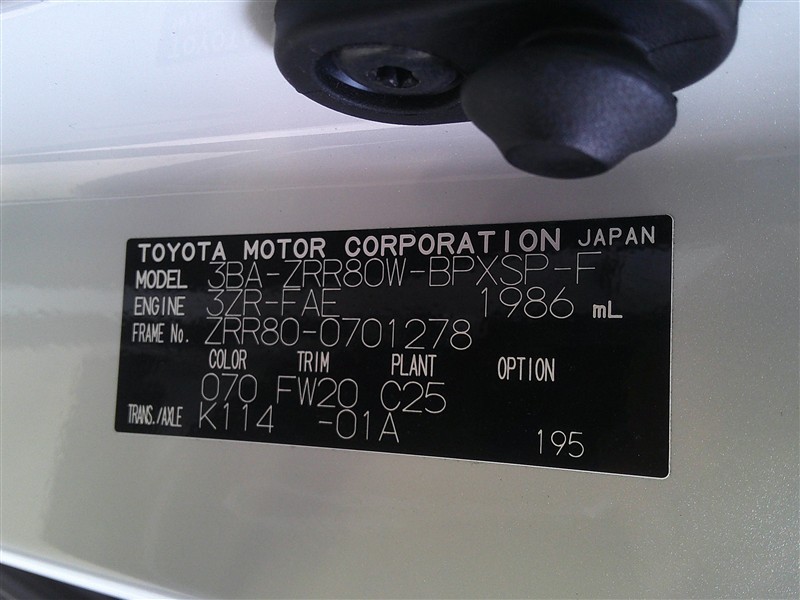 TOYOTA MOTOR CORPORATION JAPAN
MODEL 3BA-ZRR80W-BPXSP-F
ENGINE 3ZR-FAE 1986 mL
FRAME No. ZRR80-0701278
COLOR TRIM PLANT OPTION
070 FW20 C25
TRANS./AXLE K114 -01A
195